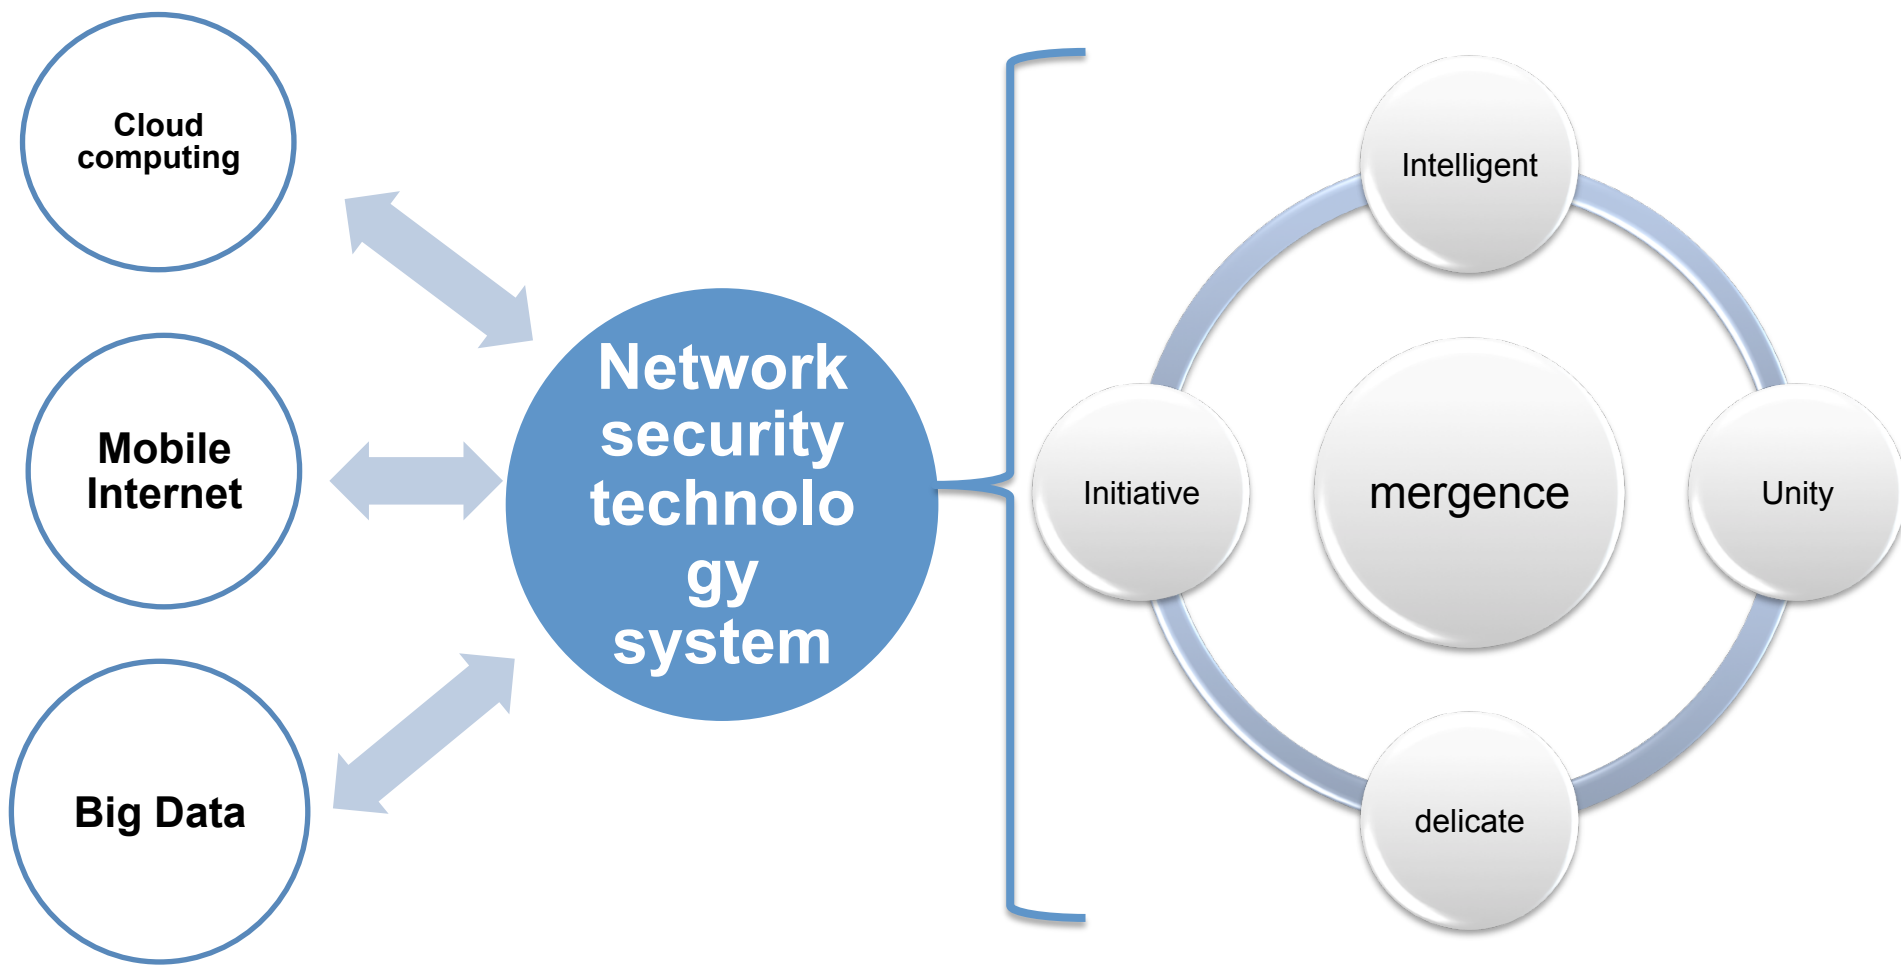 Cloud
computing
Mobile
Internet
Big Data
Network
security
technolo
gy
system
Intelligent
Initiative
mergence
Unity
delicate